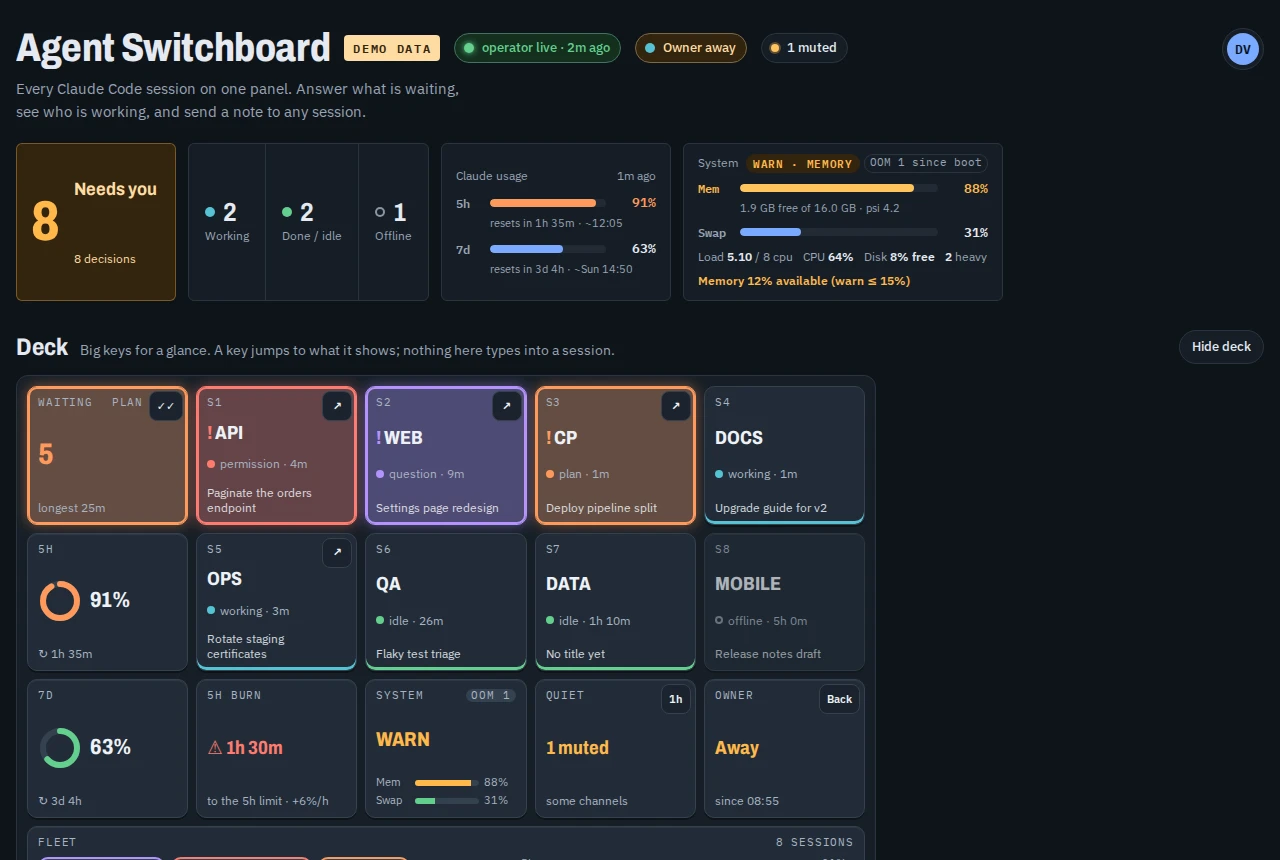 Agent Switchboard
DEMO DATA
operator live · 2m ago
Owner away
1 muted
DV
Every Claude Code session on one panel. Answer what is waiting,
see who is working, and send a note to any session.
8
Needs you
8 decisions
2
Working
2
Done / idle
1
Offline
Claude usage 1m ago
5h 91%
resets in 1h 35m · ~12:05
7d 63%
resets in 3d 4h · ~Sun 14:50
System WARN · MEMORY OOM 1 since boot
Mem 88%
1.9 GB free of 16.0 GB · psi 4.2
Swap 31%
Load 5.10 / 8 cpu CPU 64% Disk 8% free 2 heavy
Memory 12% available (warn ≤ 15%)
Deck Big keys for a glance. A key jumps to what it shows; nothing here types into a session.
Hide deck
WAITING PLAN ✓✓
5
longest 25m
S1 ↗
!API
permission · 4m
Paginate the orders
endpoint
S2 ↗
!WEB
question · 9m
Settings page redesign
S3 ↗
!CP
plan · 1m
Deploy pipeline split
S4
DOCS
working · 1m
Upgrade guide for v2
5H
91%
↻ 1h 35m
S5 ↗
OPS
working · 3m
Rotate staging
certificates
S6
QA
idle · 26m
Flaky test triage
S7
DATA
idle · 1h 10m
No title yet
S8
MOBILE
offline · 5h 0m
Release notes draft
7D
63%
↻ 3d 4h
5H BURN
⚠ 1h 30m
to the 5h limit · +6%/h
SYSTEM OOM 1
WARN
Mem 88%
Swap 31%
QUIET 1h
1 muted
some channels
OWNER Back
Away
since 08:55
FLEET 8 SESSIONS